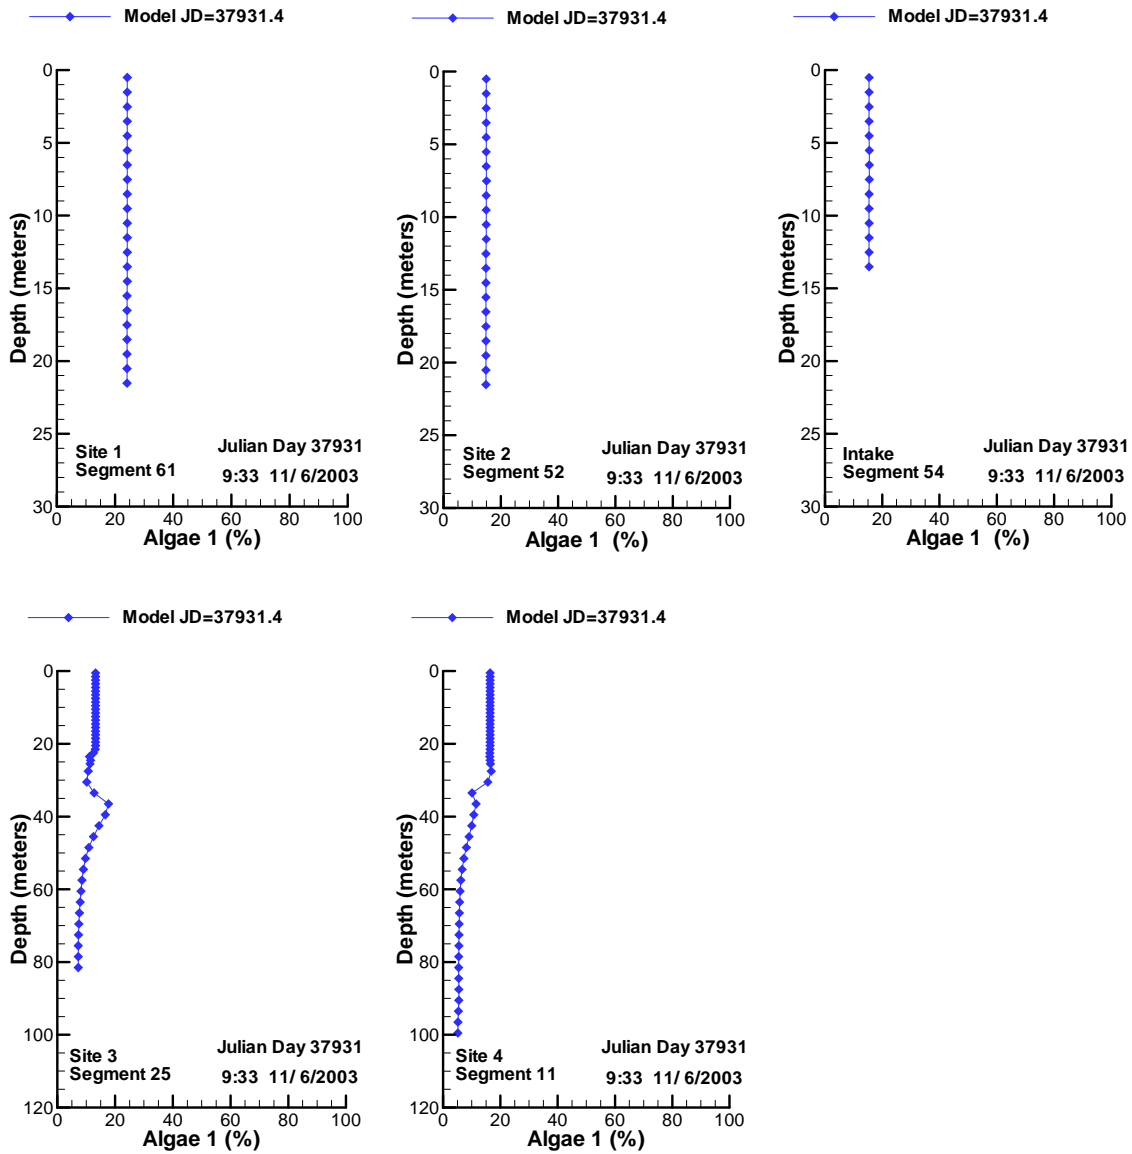 Model JD=37931.4
0
5
10
15
20
25
30
Depth (meters)
Site 1
Segment 61
Julian Day 37931
9:33 11/ 6/2003
0 20 40 60 80 100
Algae 1 (%)
Model JD=37931.4
0
5
10
15
20
25
30
Depth (meters)
Site 2
Segment 52
Julian Day 37931
9:33 11/ 6/2003
0 20 40 60 80 100
Algae 1 (%)
Model JD=37931.4
0
5
10
15
20
25
30
Depth (meters)
Intake
Segment 54
Julian Day 37931
9:33 11/ 6/2003
0 20 40 60 80 100
Algae 1 (%)
Model JD=37931.4
0
20
40
60
80
100
120
Depth (meters)
Site 3
Segment 25
Julian Day 37931
9:33 11/ 6/2003
0 20 40 60 80 100
Algae 1 (%)
Model JD=37931.4
0
20
40
60
80
100
120
Depth (meters)
Site 4
Segment 11
Julian Day 37931
9:33 11/ 6/2003
0 20 40 60 80 100
Algae 1 (%)